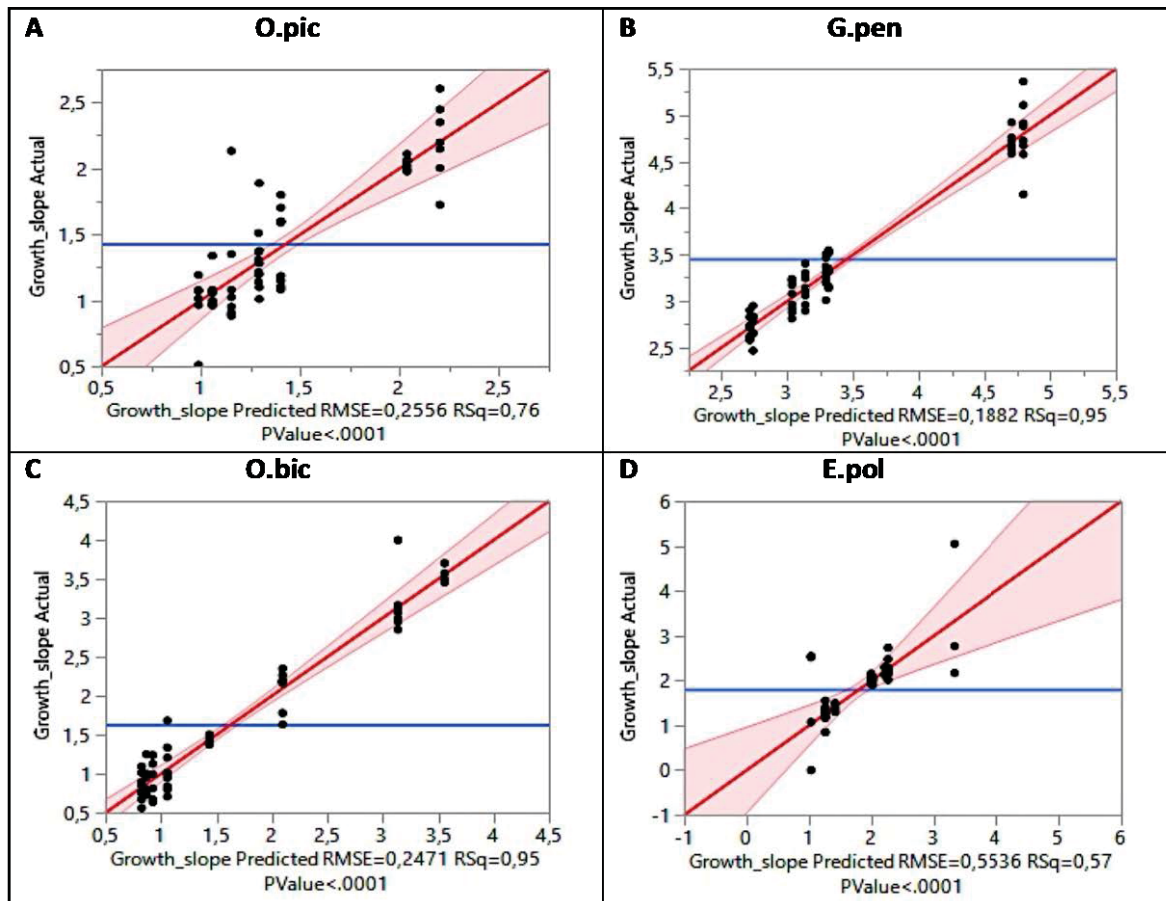 A O.pic
Growth_slope Actual
2,5
2
1,5
1
0,5
0,5 1 1,5 2 2,5
Growth_slope Predicted RMSE=0,2556 RSq=0,76
PValue<.0001
B G.pen
Growth_slope Actual
5,5
5
4,5
4
3,5
3
2,5
2,5 3 3,5 4 4,5 5 5,5
Growth_slope Predicted RMSE=0,1882 RSq=0,95
PValue<.0001
C O.bic
Growth_slope Actual
4,5
4
3,5
3
2,5
2
1,5
1
0,5
0,5 1 1,5 2 2,5 3 3,5 4 4,5
Growth_slope Predicted RMSE=0,2471 RSq=0,95
PValue<.0001
D E.pol
Growth_slope Actual
6
5
4
3
2
1
0
-1
-1 0 1 2 3 4 5 6
Growth_slope Predicted RMSE=0,5536 RSq=0,57
PValue<.0001